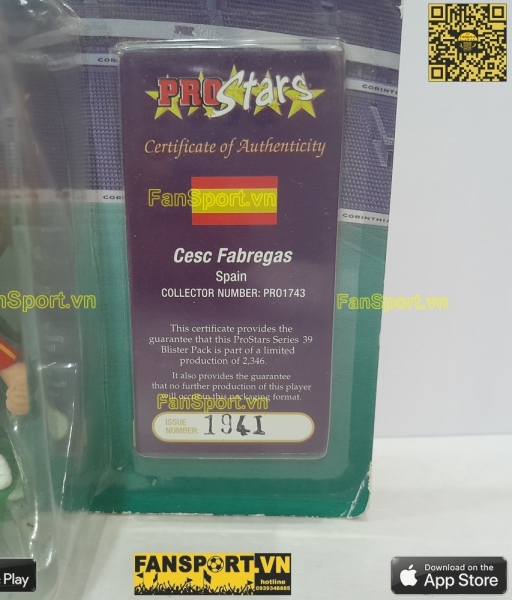 PROStars
Certificate of Authenticity
FanSport.vn
Cesc Fabregas
Spain
COLLECTOR NUMBER: PRO1743
FanSport.vn
FanSport.vn
This certificate provides the
guarantee that this ProStars Series 39
Blister Pack is part of a limited
production of 2,346.
It also provides the guarantee
that no further production of this player
will occur in this packaging format.
FanSport.vn
ISSUE
NUMBER:
1941
CORINTHIA
Play
FANSPORT.VN
hotline
0939346685
Download on the
App Store